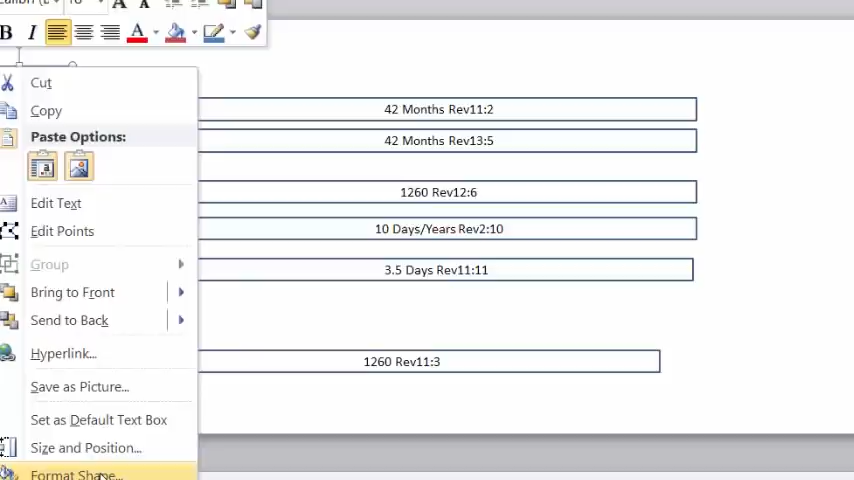 B I A
Cut
Copy
Paste Options:
Edit Text
Edit Points
Group
Bring to Front
Send to Back
Hyperlink...
Save as Picture...
Set as Default Text Box
Size and Position...
Format Shape...
42 Months Rev11:2
42 Months Rev13:5
1260 Rev12:6
10 Days/Years Rev2:10
3.5 Days Rev11:11
1260 Rev11:3